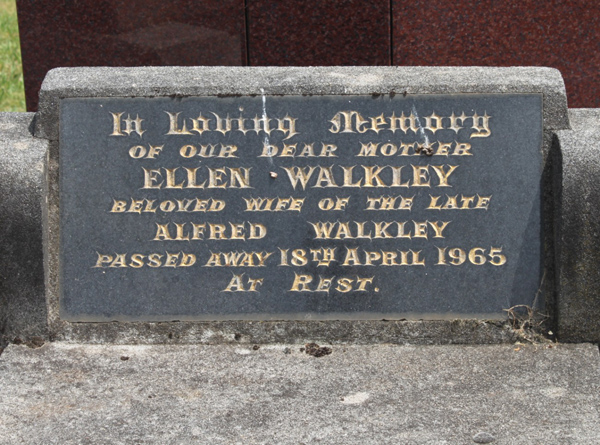 In Loving Memory
OF OUR DEAR MOTHER
ELLEN WALKLEY
BELOVED WIFE OF THE LATE
ALFRED WALKLEY
PASSED AWAY 18TH APRIL 1965
AT REST.